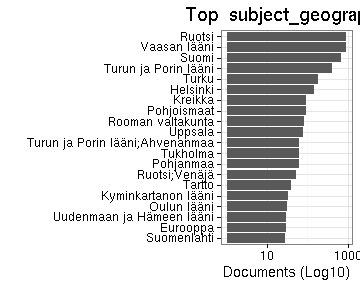 Top subject_geograp
Ruotsi
Vaasan lääni
Suomi
Turun ja Porin lääni
Turku
Helsinki
Kreikka
Pohjoismaat
Rooman valtakunta
Uppsala
Turun ja Porin lääni;Ahvenanmaa
Tukholma
Pohjanmaa
Ruotsi;Venäjä
Tartto
Kyminkartanon lääni
Oulun lääni
Uudenmaan ja Hämeen lääni
Eurooppa
Suomenlahti
10 1000
Documents (Log10)